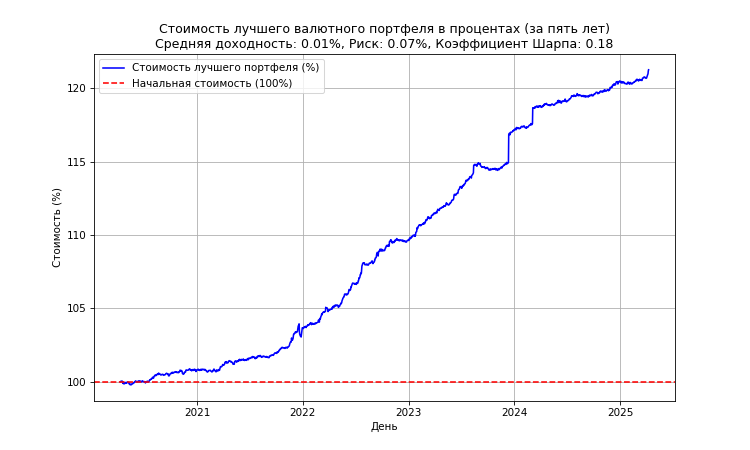 Стоимость лучшего валютного портфеля в процентах (за пять лет)
Средняя доходность: 0.01%, Риск: 0.07%, Коэффициент Шарпа: 0.18
Стоимость лучшего портфеля (%)
Начальная стоимость (100%)
Стоимость (%)
120
115
110
105
100
2021 2022 2023 2024 2025
День